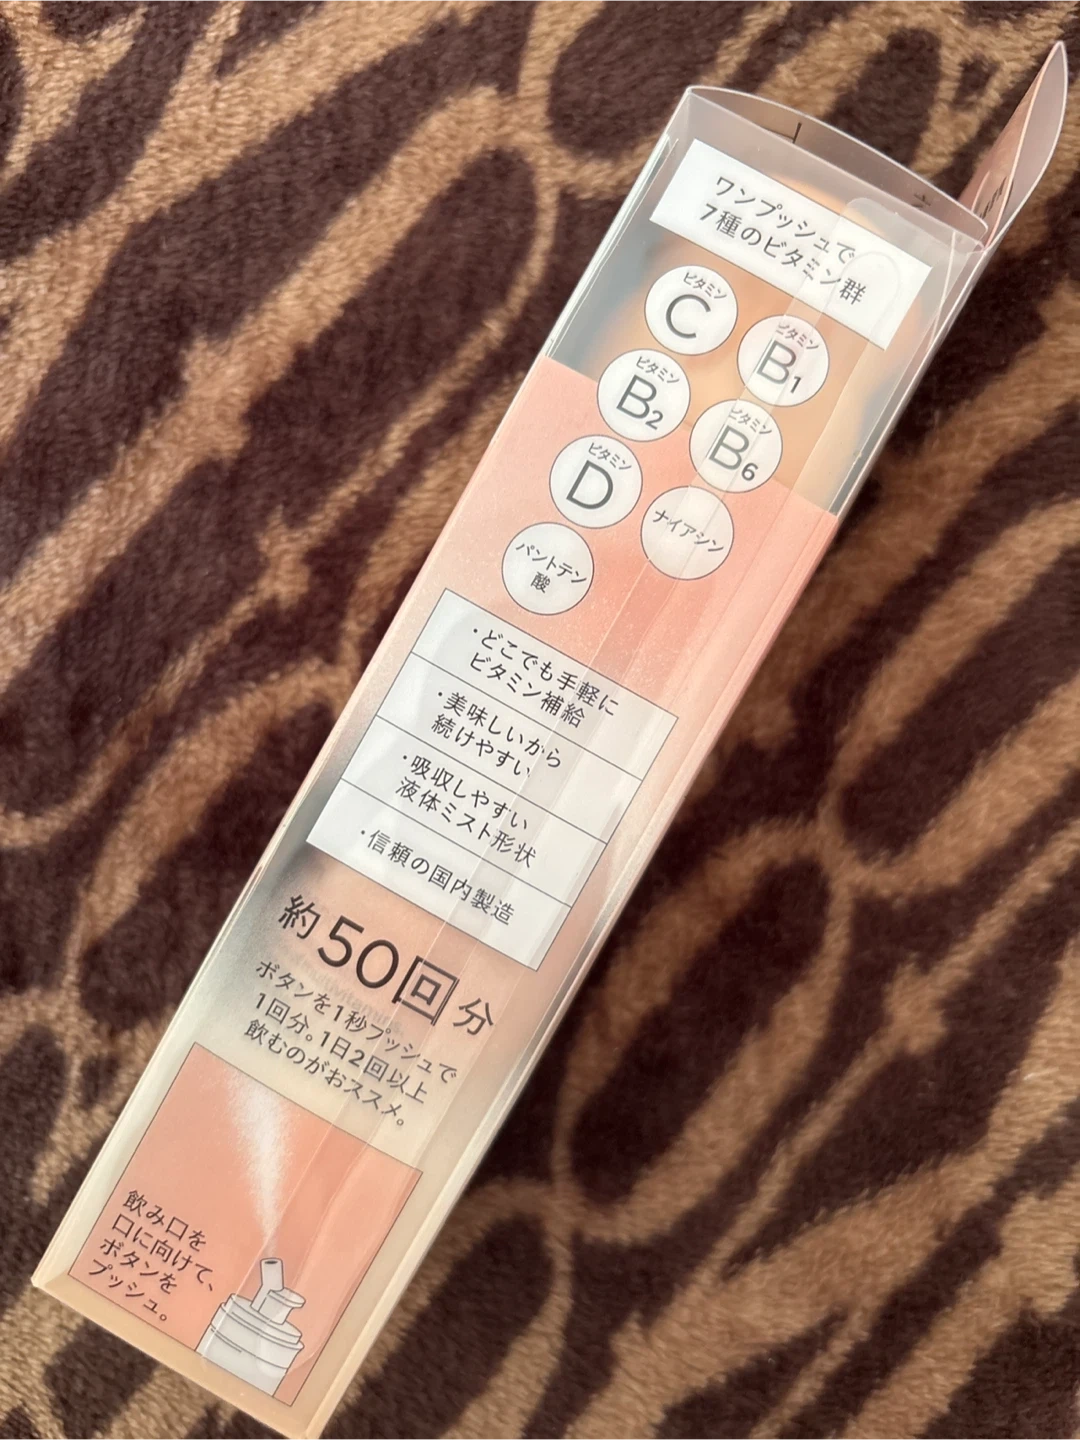 ワンプッシュで
7種のビタミン群
ビタミン
C
ビタミン
B1
ビタミン
B2
ビタミン
B6
ビタミン
D
ナイアシン
パントテン
酸
・どこでも手軽に
ビタミン補給
・美味しいから
続けやすい
・吸収しやすい
液体ミスト形状
・信頼の国内製造
約50回分
ボタンを1秒プッシュで
1回分。1日2回以上
飲むのがおススメ。
飲み口を
口に向けて、
ボタンを
プッシュ。